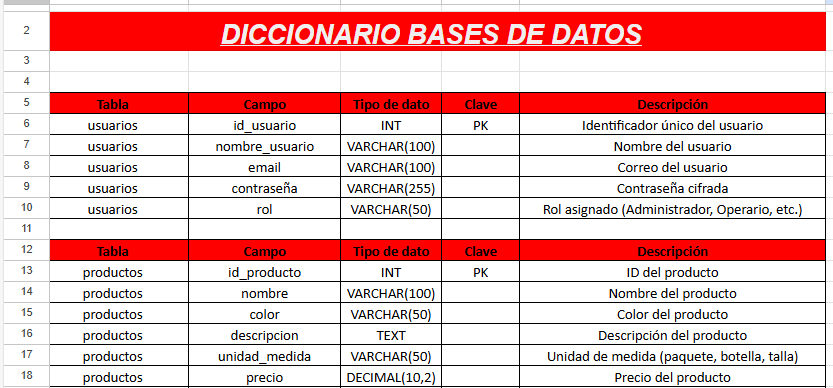 2 DICCIONARIO BASES DE DATOS
3
4
5 Tabla Campo Tipo de dato Clave Descripción
6 usuarios id_usuario INT PK Identificador único del usuario
7 usuarios nombre_usuario VARCHAR(100) Nombre del usuario
8 usuarios email VARCHAR(100) Correo del usuario
9 usuarios contraseña VARCHAR(255) Contraseña cifrada
10 usuarios rol VARCHAR(50) Rol asignado (Administrador, Operario, etc.)
11
12 Tabla Campo Tipo de dato Clave Descripción
13 productos id_producto INT PK ID del producto
14 productos nombre VARCHAR(100) Nombre del producto
15 productos color VARCHAR(50) Color del producto
16 productos descripcion TEXT Descripción del producto
17 productos unidad_medida VARCHAR(50) Unidad de medida (paquete, botella, talla)
18 productos precio DECIMAL(10,2) Precio del producto